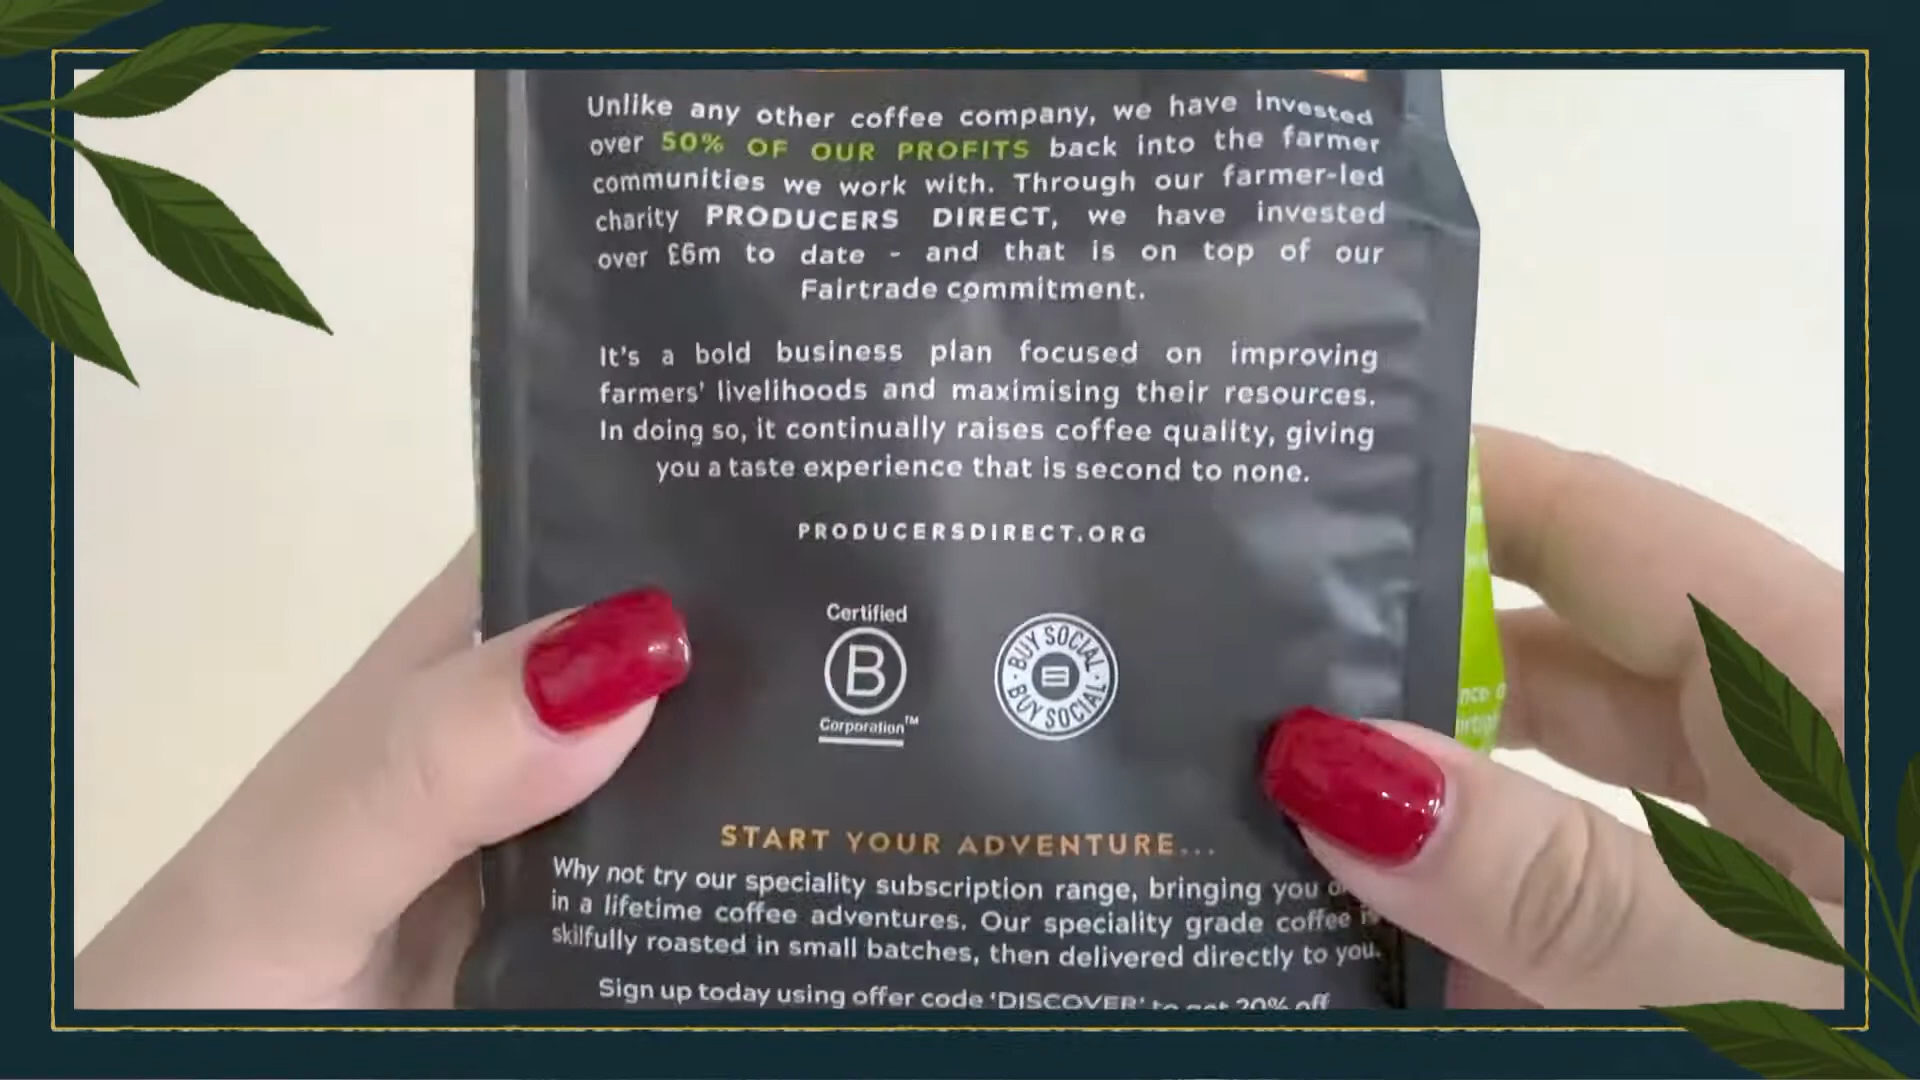 Unlike any other coffee company, we have invested
over 50% OF OUR PROFITS back into the farmer
communities we work with. Through our farmer-led
charity PRODUCERS DIRECT, we have invested
over £6m to date - and that is on top of our
Fairtrade commitment.
It's a bold business plan focused on improving
farmers' livelihoods and maximising their resources.
In doing so, it continually raises coffee quality, giving
you a taste experience that is second to none.
PRODUCERSDIRECT.ORG
Certified
B
Corporation™
BUY SOCIAL
BUY SOCIAL
START YOUR ADVENTURE...
Why not try our speciality subscription range, bringing you
in a lifetime coffee adventures. Our speciality grade coffee
skilfully roasted in small batches, then delivered directly to you.
Sign up today using offer code 'DISCOVER' to get 20% off